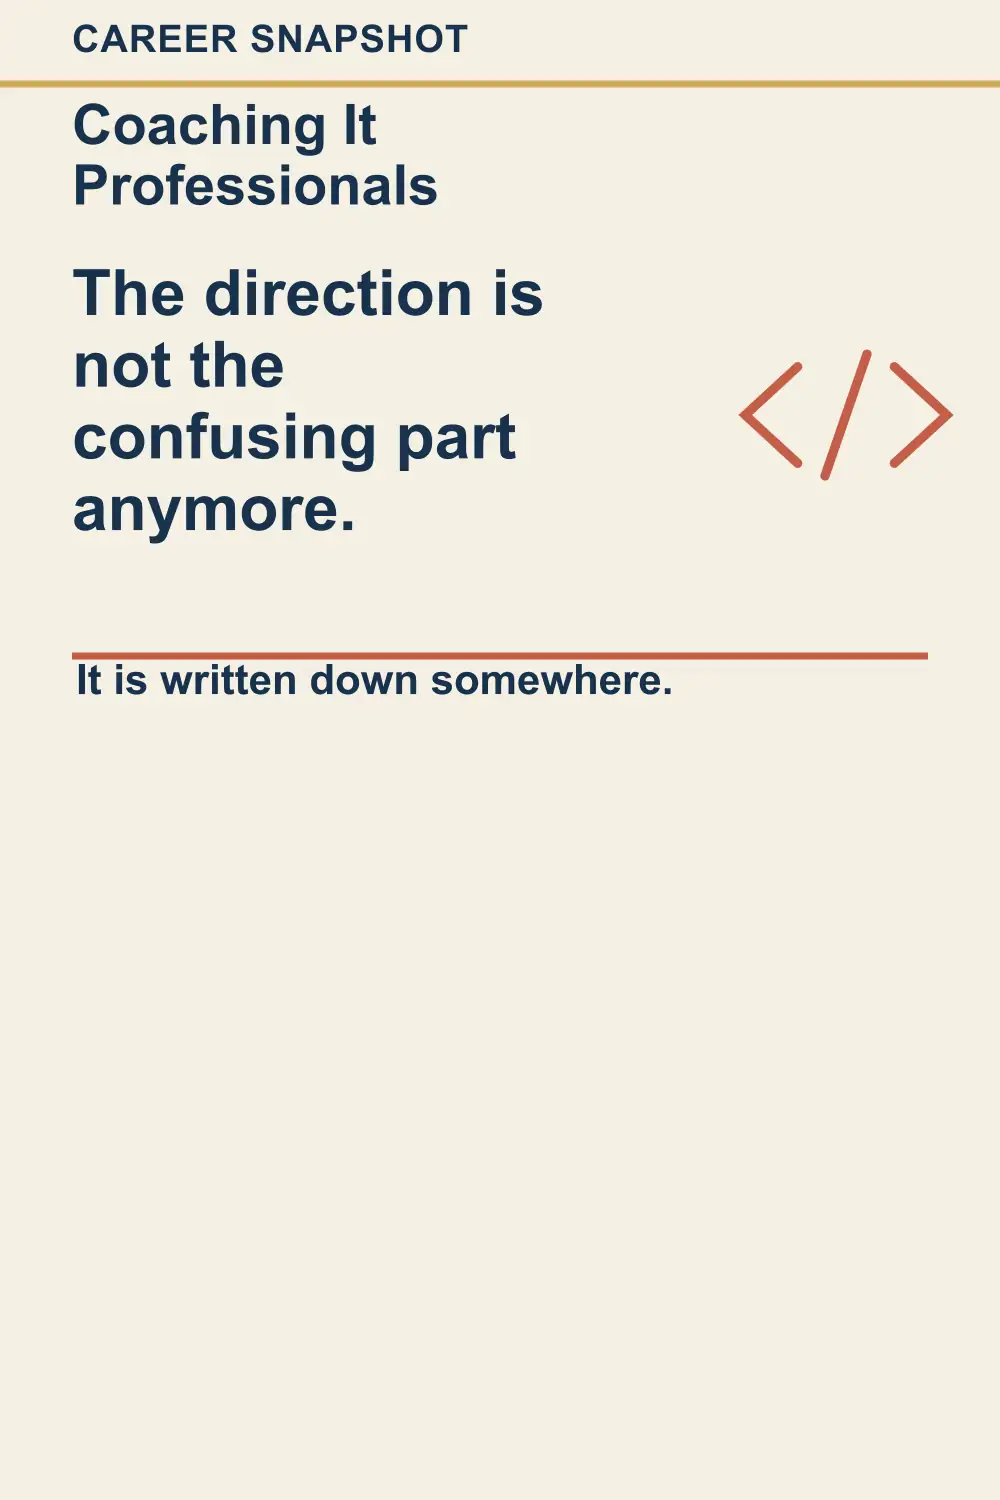 CAREER SNAPSHOT
Coaching It
Professionals
The direction is
not the
confusing part
anymore.
</>
It is written down somewhere.